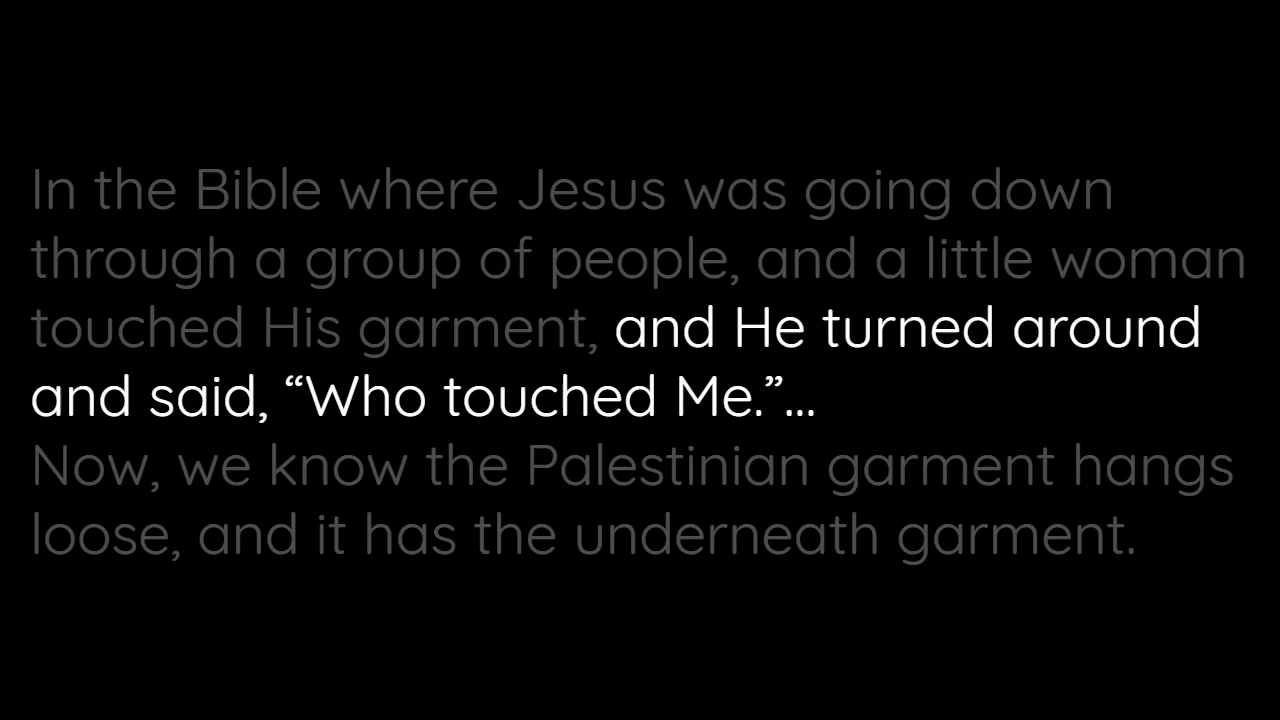 In the Bible where Jesus was going down
through a group of people, and a little woman
touched His garment, and He turned around
and said, “Who touched Me.”...
Now, we know the Palestinian garment hangs
loose, and it has the underneath garment.